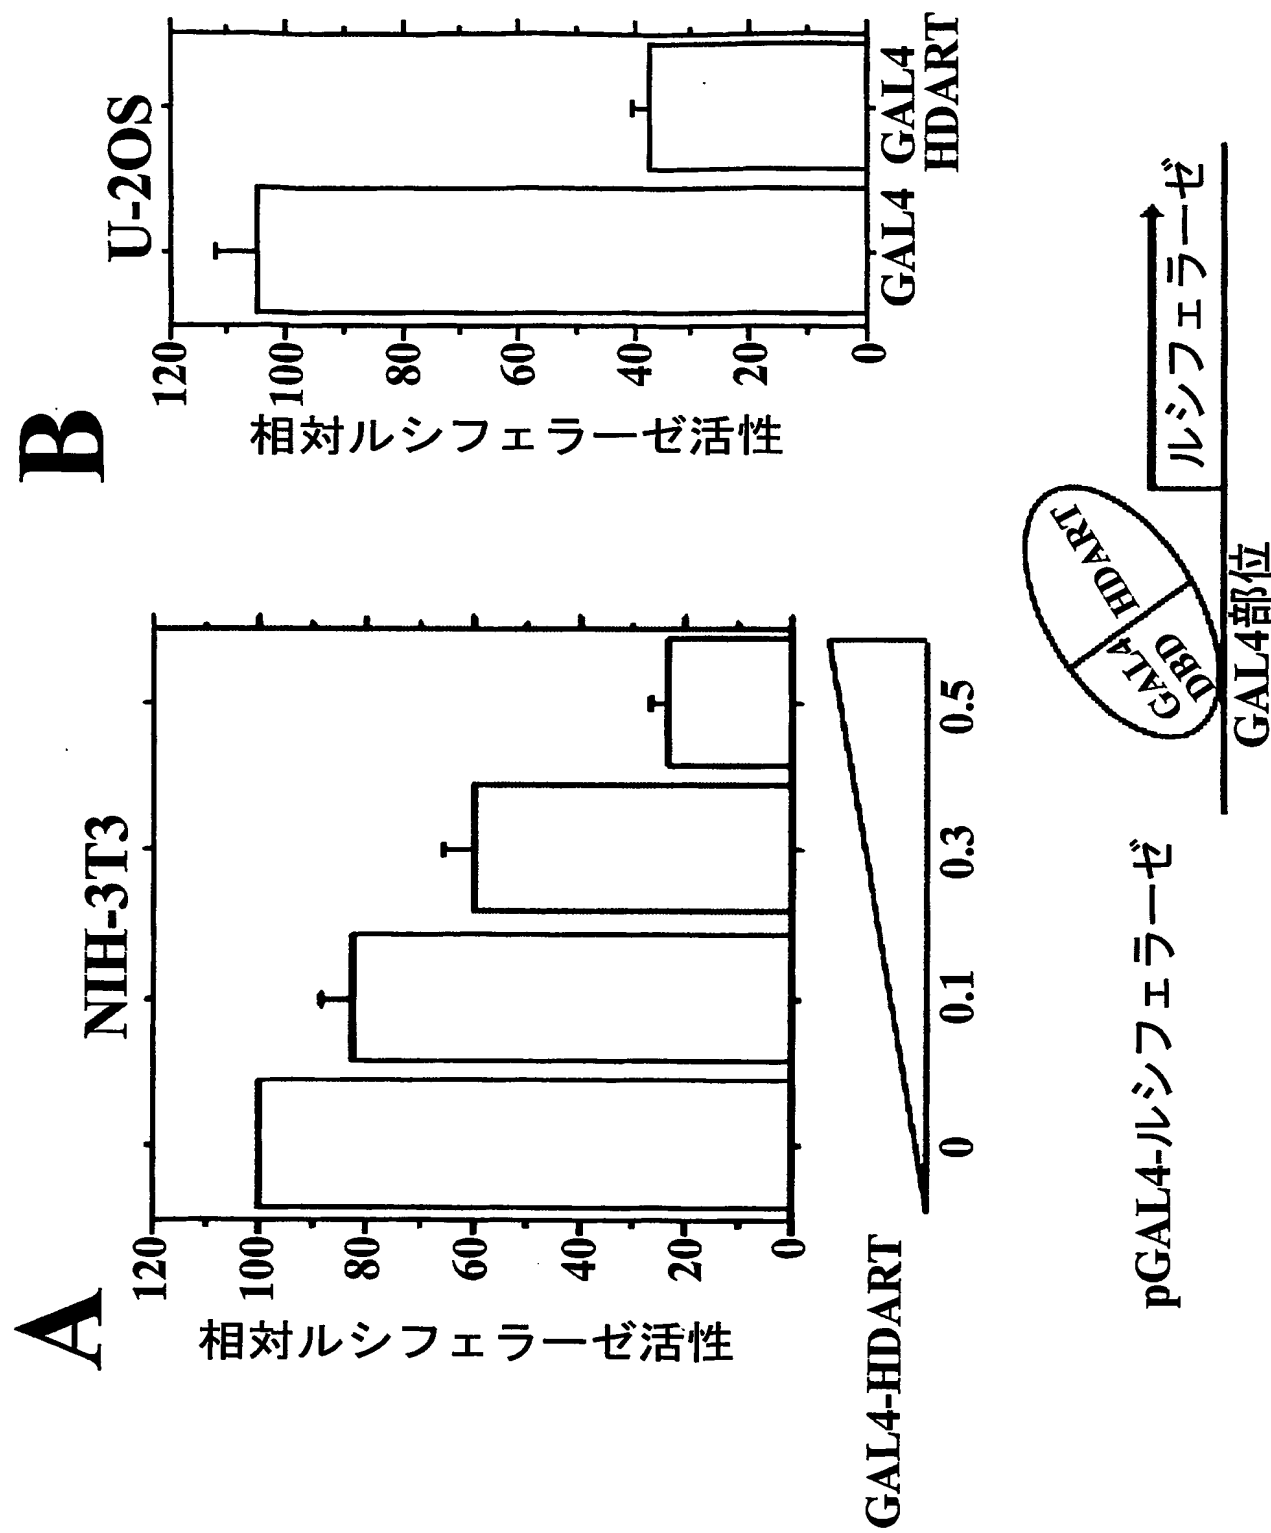 A
NIH-3T3
相対ルシフェラーゼ活性
120
100
80
60
40
20
0
GAL4-HDART
0 0.1 0.3 0.5
B
U-2OS
相対ルシフェラーゼ活性
120
100
80
60
40
20
0
GAL4 GAL4
HDART
pGAL4-ルシフェラーゼ
GAL4 HDART
DBD
GAL4部位
ルシフェラーゼ